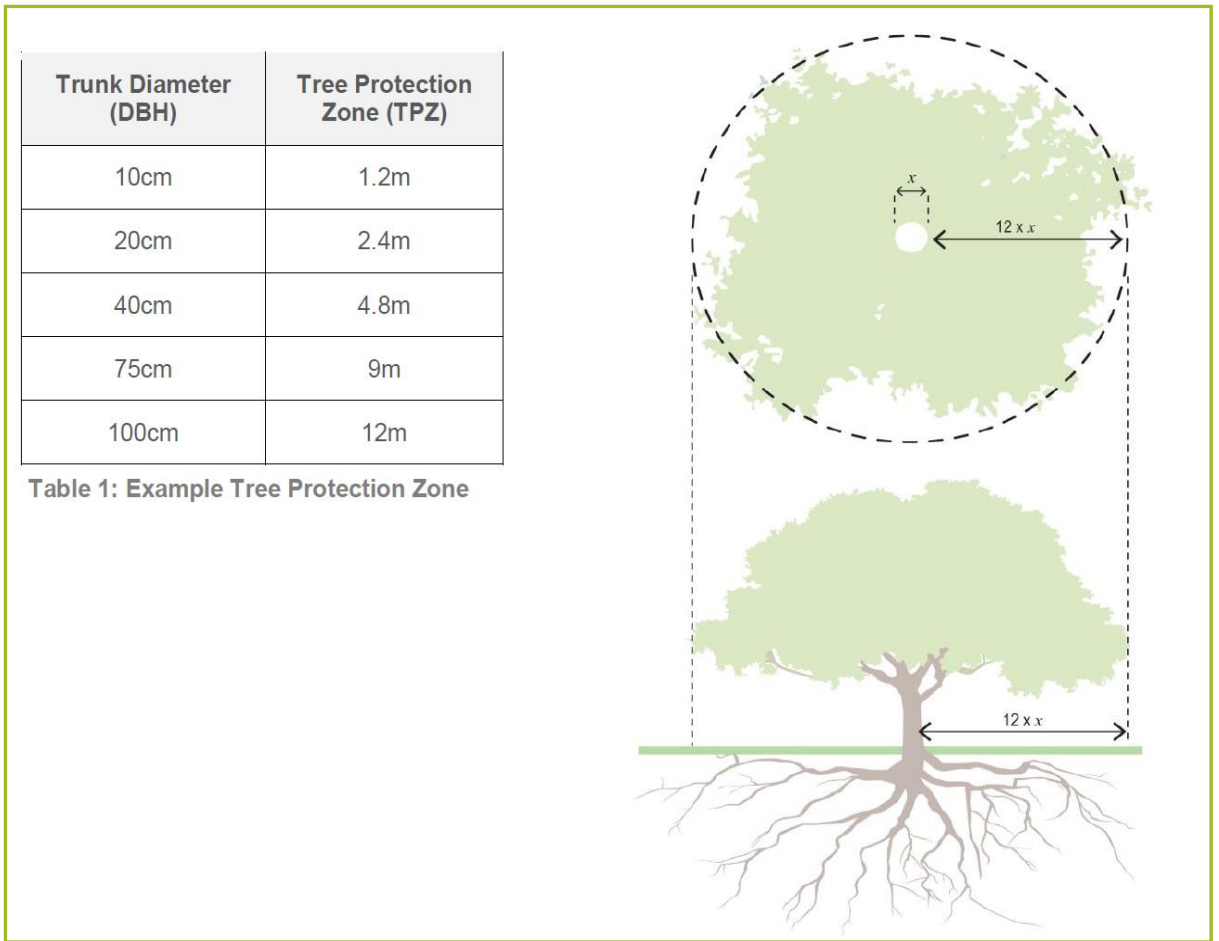 Trunk Diameter
(DBH)
Tree Protection
Zone (TPZ)
10cm
1.2m
20cm
2.4m
40cm
4.8m
75cm
9m
100cm
12m
Table 1: Example Tree Protection Zone
x
12 x x
12 x x